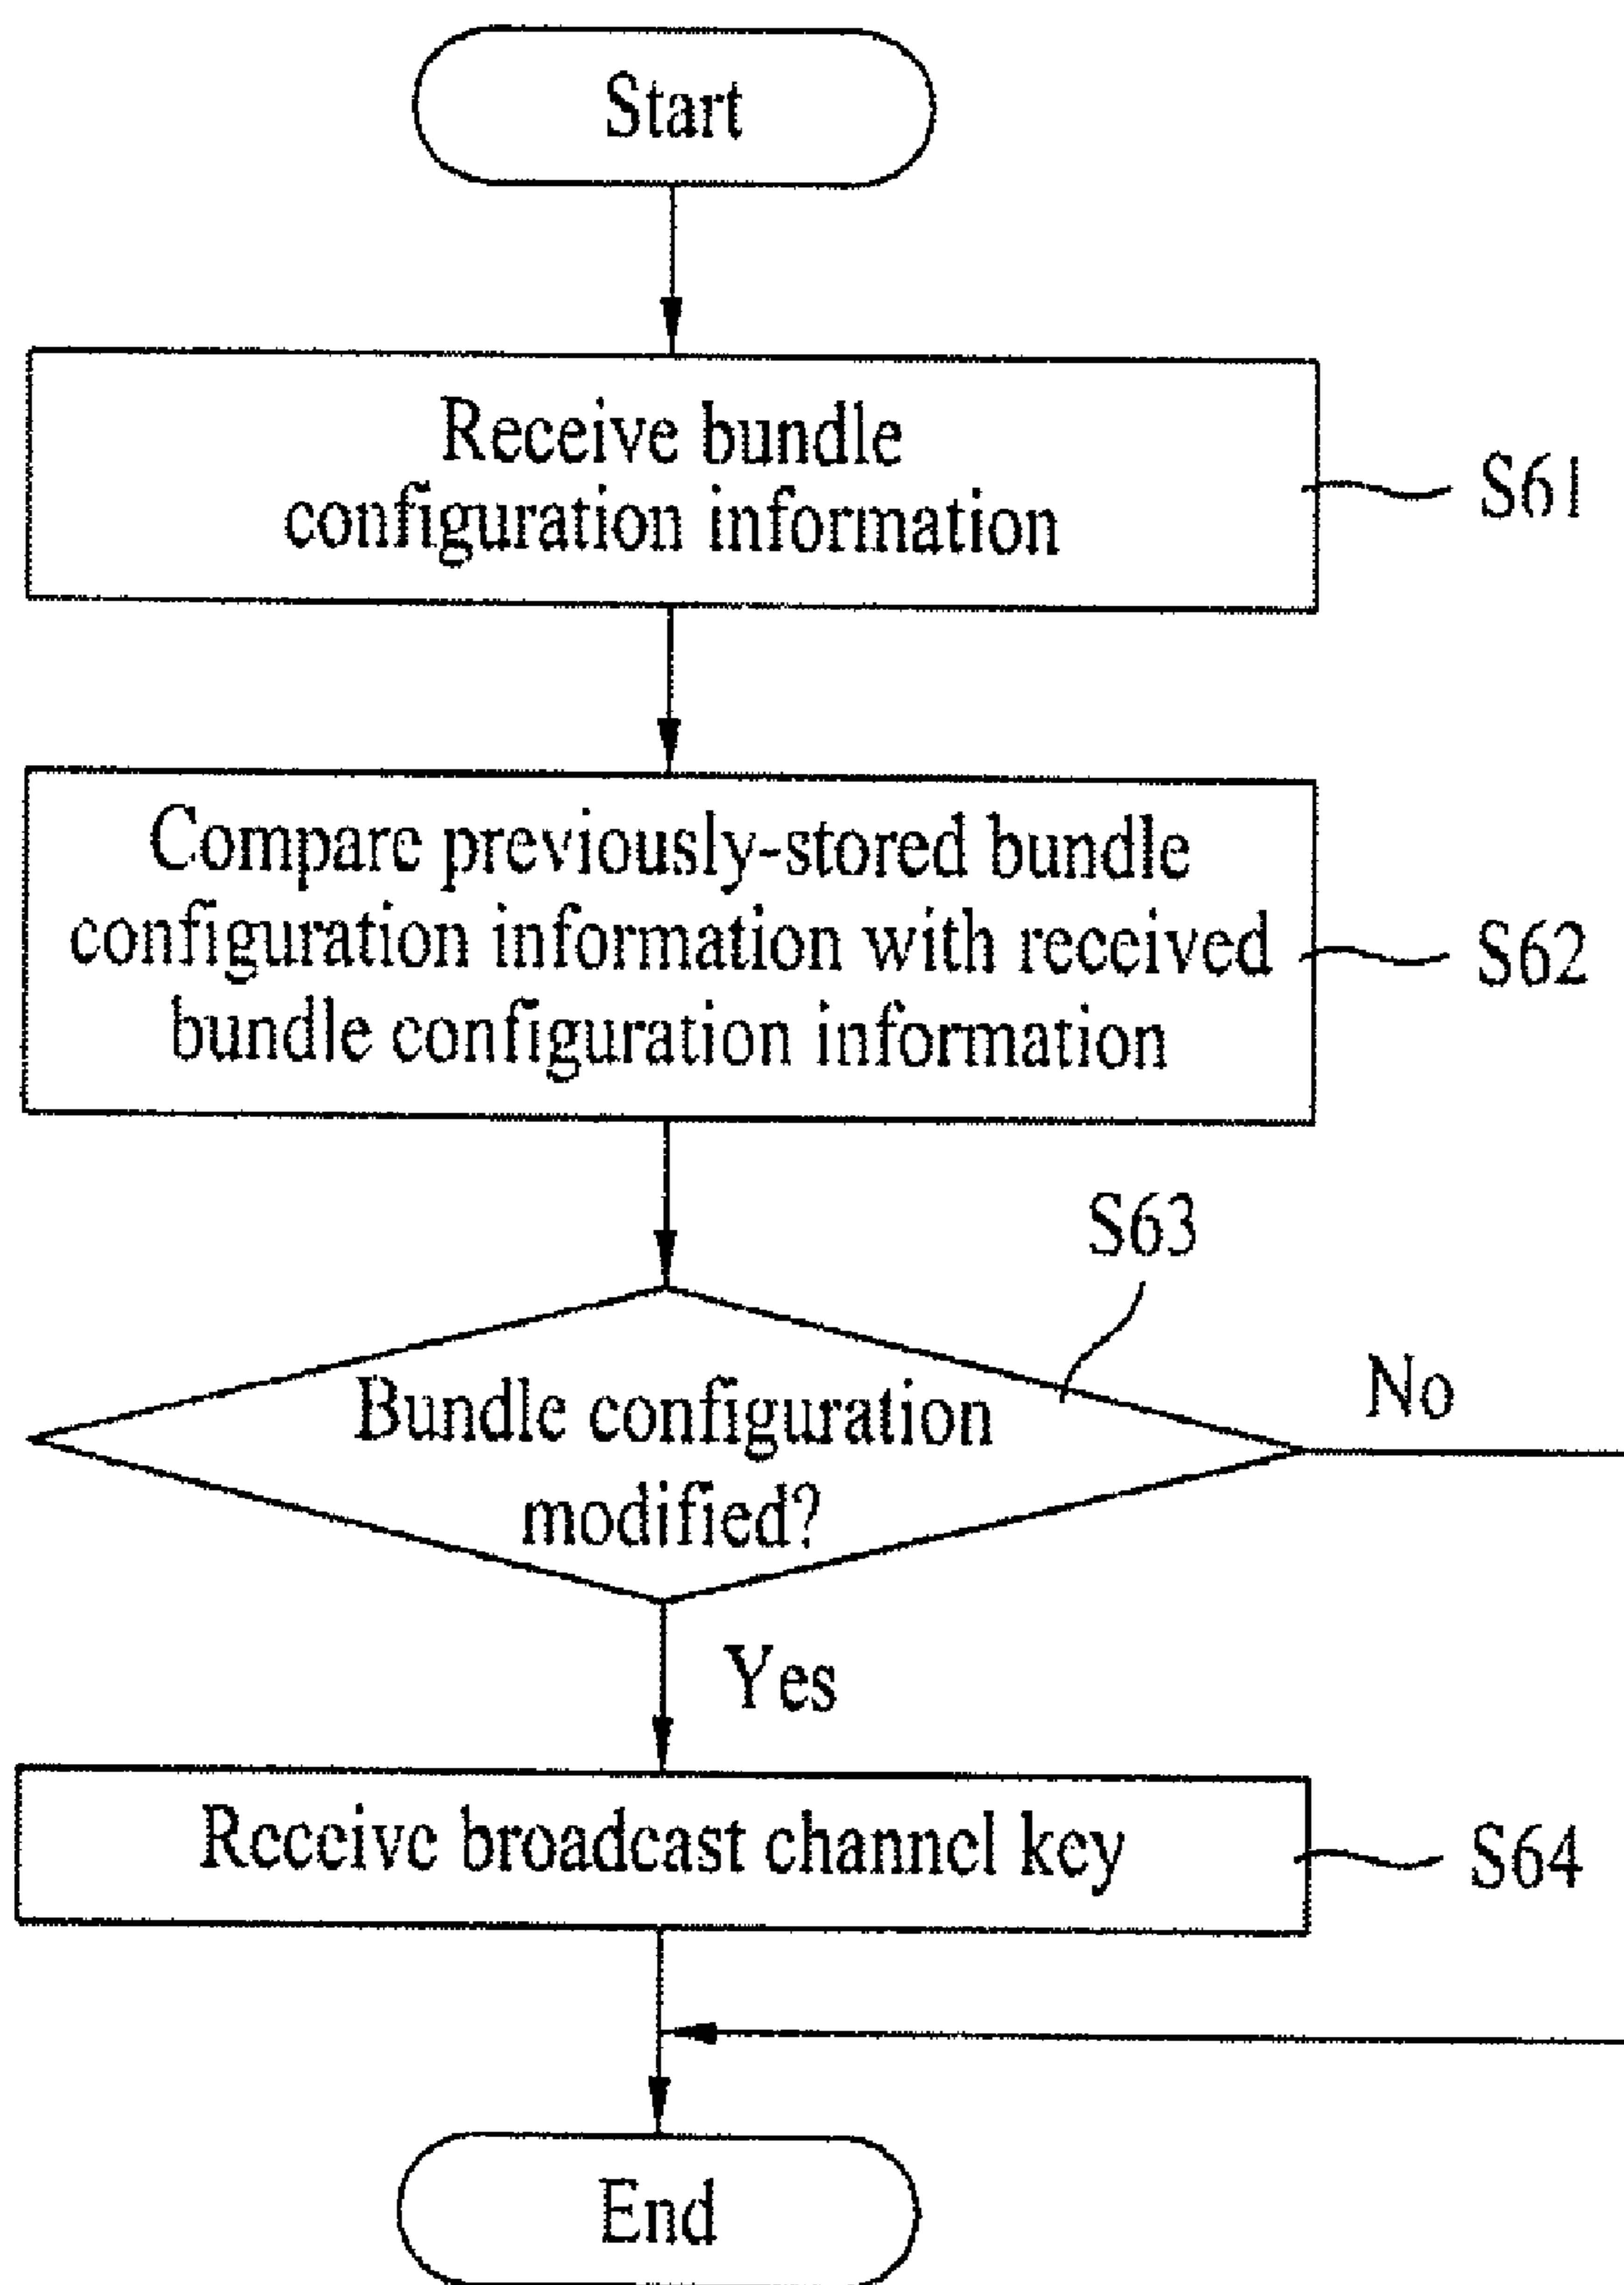 Start
Receive bundle
configuration information
S61
Compare previously-stored bundle
configuration information with received
bundle configuration information
S62
S63
Bundle configuration
modified?
No
Yes
Receive broadcast channel key
S64
End